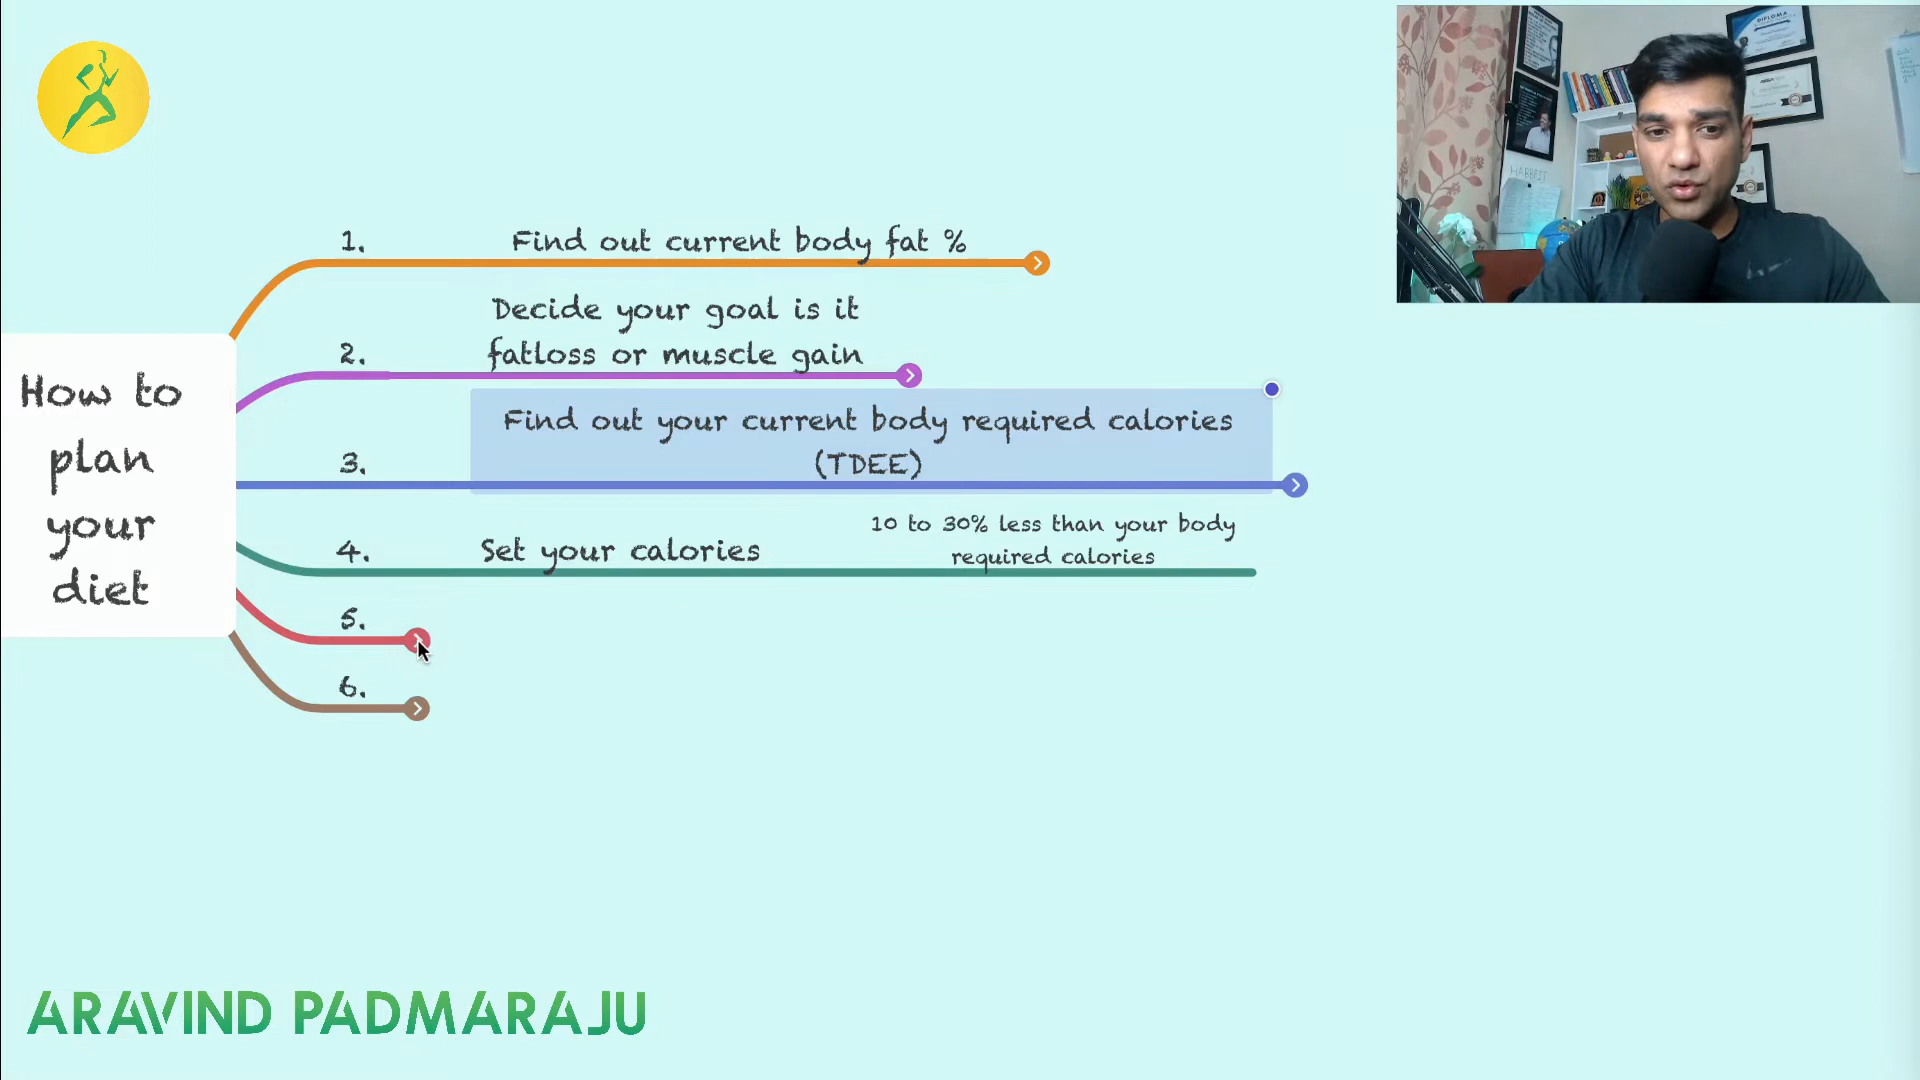 How to
plan
your
diet
1.
Find out current body fat %
2.
Decide your goal is it
fatloss or muscle gain
3.
Find out your current body required calories
(TDEE)
4.
Set your calories
10 to 30% less than your body
required calories
5.
6.
DIPLOMA
HABBFIT
ARAVIND PADMARAJU